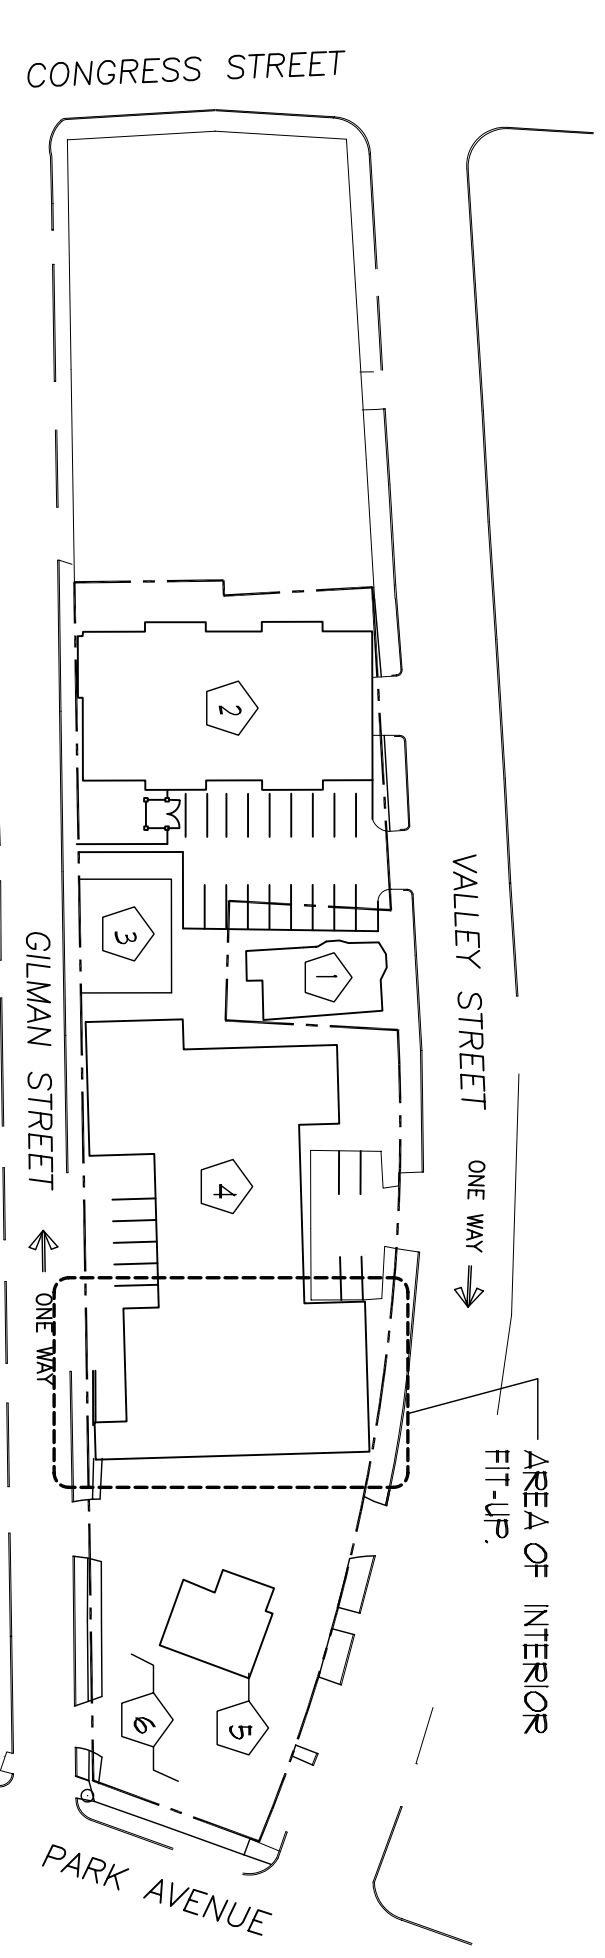 CONGRESS STREET
2
3
1
VALLEY STREET
ONE WAY
GILMAN STREET
ONE WAY
4
AREA OF INTERIOR
FIT-UP.
5
6
PARK AVENUE